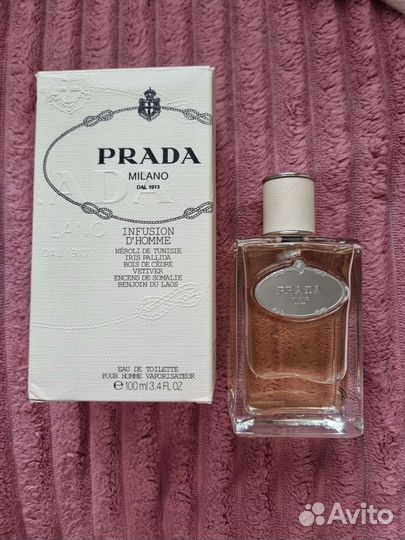 PRADA
MILANO
DAL 1913
INFUSION
D'HOMME
NÉROLI DE TUNISIE
IRIS PALLIDA
BOIS DE CÈDRE
VETIVER
ENCENS DE SOMALIE
BENJOIN DU LAOS
EAU DE TOILETTE
POUR HOMME VAPORISATEUR
℮ 100 ml 3.4 FL.OZ
PRADA
MILANO
Avito